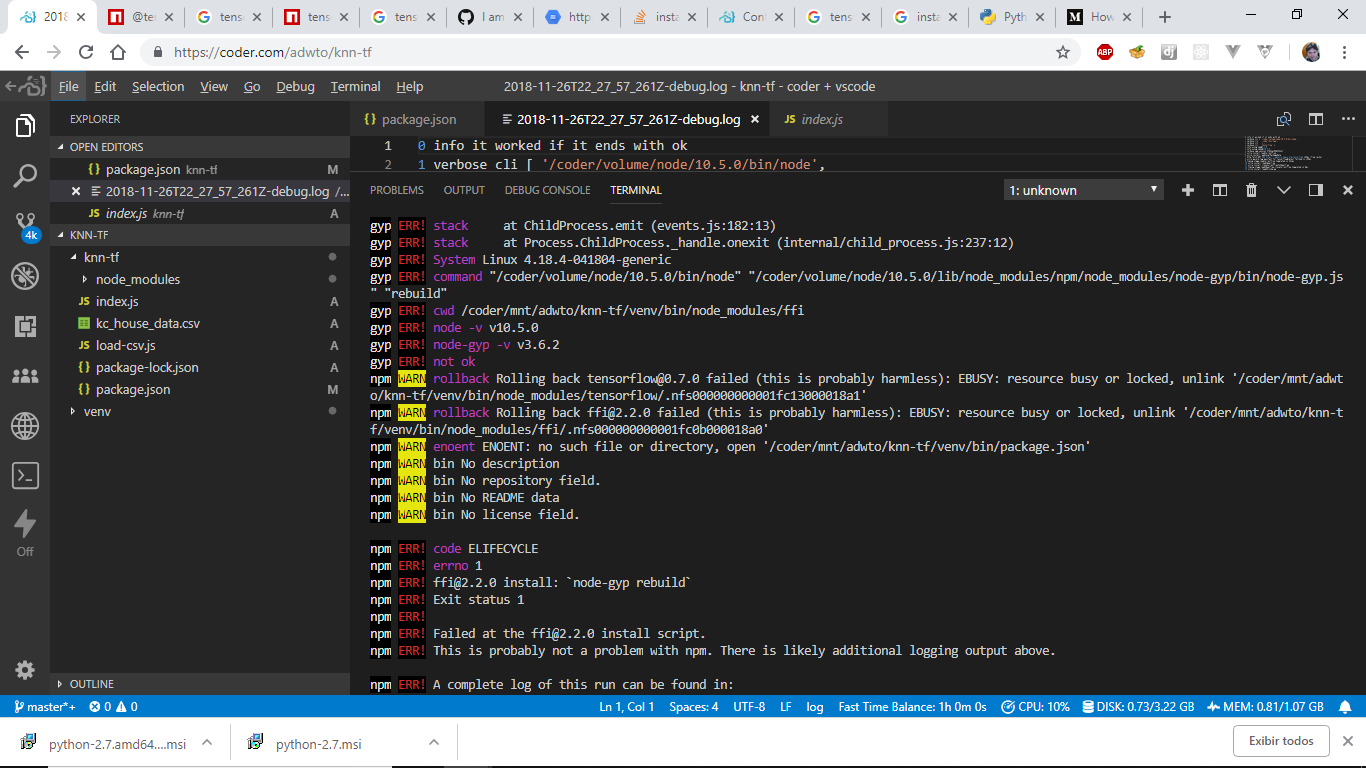 2018
@te
tens
tens
tens
I am
http
insta
Cont
tens
insta
Pyth
How
https://coder.com/adwto/knn-tf
ABP
File Edit Selection View Go Debug Terminal Help
2018-11-26T22_27_57_261Z-debug.log - knn-tf - coder + vscode
EXPLORER
OPEN EDITORS
{} package.json knn-tf M
2018-11-26T22_27_57_261Z-debug.log /...
JS index.js knn-tf A
KNN-TF
knn-tf
node_modules
JS index.js A
kc_house_data.csv A
JS load-csv.js A
{} package-lock.json A
{} package.json M
venv
4k
Off
OUTLINE
{} package.json
2018-11-26T22_27_57_261Z-debug.log
JS index.js
1 0 info it worked if it ends with ok
2 1 verbose cli [ '/coder/volume/node/10.5.0/bin/node',
PROBLEMS OUTPUT DEBUG CONSOLE TERMINAL
1: unknown
gyp ERR! stack     at ChildProcess.emit (events.js:182:13)
gyp ERR! stack     at Process.ChildProcess._handle.onexit (internal/child_process.js:237:12)
gyp ERR! System Linux 4.18.4-041804-generic
gyp ERR! command "/coder/volume/node/10.5.0/bin/node" "/coder/volume/node/10.5.0/lib/node_modules/npm/node_modules/node-gyp/bin/node-gyp.js
" "rebuild"
gyp ERR! cwd /coder/mnt/adwto/knn-tf/venv/bin/node_modules/ffi
gyp ERR! node -v v10.5.0
gyp ERR! node-gyp -v v3.6.2
gyp ERR! not ok
npm WARN rollback Rolling back tensorflow@0.7.0 failed (this is probably harmless): EBUSY: resource busy or locked, unlink '/coder/mnt/adwt
o/knn-tf/venv/bin/node_modules/tensorflow/.nfs000000000001fc13000018a1'
npm WARN rollback Rolling back ffi@2.2.0 failed (this is probably harmless): EBUSY: resource busy or locked, unlink '/coder/mnt/adwto/knn-t
f/venv/bin/node_modules/ffi/.nfs000000000001fc0b000018a0'
npm WARN enoent ENOENT: no such file or directory, open '/coder/mnt/adwto/knn-tf/venv/bin/package.json'
npm WARN bin No description
npm WARN bin No repository field.
npm WARN bin No README data
npm WARN bin No license field.
npm ERR! code ELIFECYCLE
npm ERR! errno 1
npm ERR! ffi@2.2.0 install: `node-gyp rebuild`
npm ERR! Exit status 1
npm ERR!
npm ERR! Failed at the ffi@2.2.0 install script.
npm ERR! This is probably not a problem with npm. There is likely additional logging output above.
npm ERR! A complete log of this run can be found in:
master*+ 0 0
Ln 1, Col 1 Spaces: 4 UTF-8 LF log Fast Time Balance: 1h 0m 0s CPU: 10% DISK: 0.73/3.22 GB MEM: 0.81/1.07 GB
python-2.7.amd64....msi
python-2.7.msi
Exibir todos